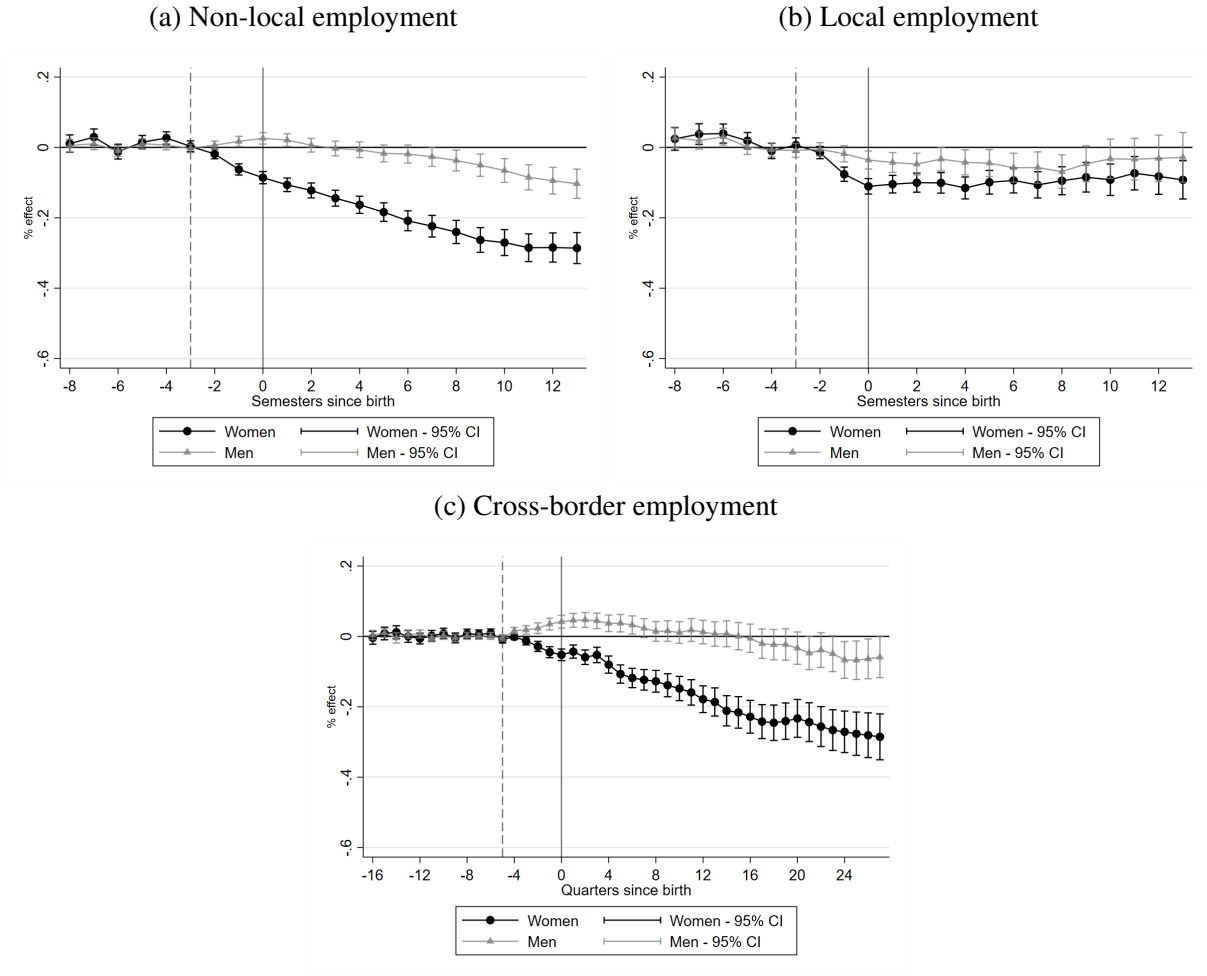 (a) Non-local employment
.2
0
-.2
-.4
-.6
% effect
-8 -6 -4 -2 0 2 4 6 8 10 12
Semesters since birth
Women Women - 95% CI
Men Men - 95% CI
(b) Local employment
.2
0
-.2
-.4
-.6
% effect
-8 -6 -4 -2 0 2 4 6 8 10 12
Semesters since birth
Women Women - 95% CI
Men Men - 95% CI
(c) Cross-border employment
.2
0
-.2
-.4
-.6
% effect
-16 -12 -8 -4 0 4 8 12 16 20 24
Quarters since birth
Women Women - 95% CI
Men Men - 95% CI